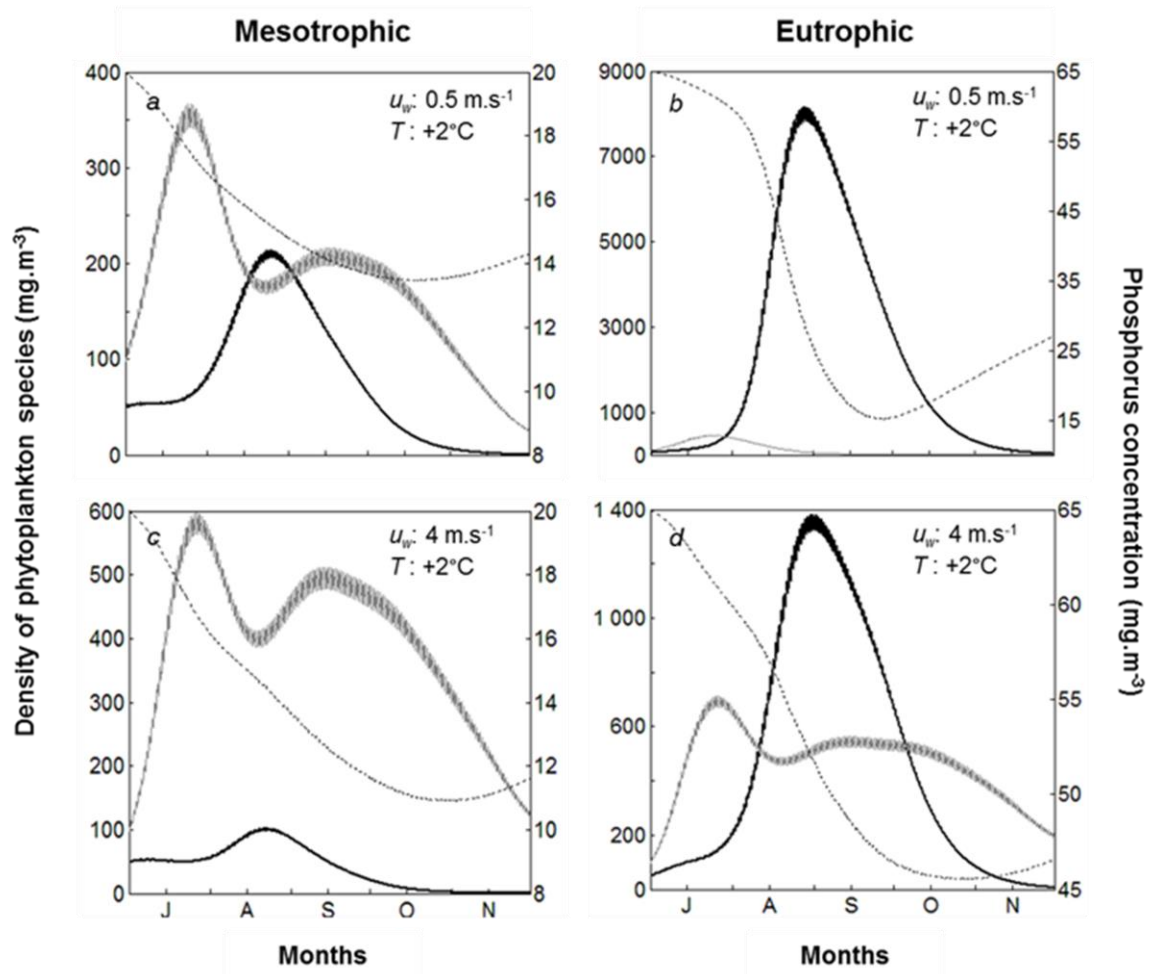 Mesotrophic
Eutrophic
Density of phytoplankton species (mg.m-3)
Phosphorus concentration (mg.m-3)
a
uw: 0.5 m.s-1
T : +2°C
400
300
200
100
0
20
18
16
14
12
10
8
b
uw: 0.5 m.s-1
T : +2°C
9000
7000
5000
3000
1000
0
65
55
45
35
25
15
c
uw: 4 m.s-1
T : +2°C
600
500
400
300
200
100
0
20
18
16
14
12
10
8
J A S O N
d
uw: 4 m.s-1
T : +2°C
1 400
1 000
600
200
0
65
60
55
50
45
J A S O N
Months
Months